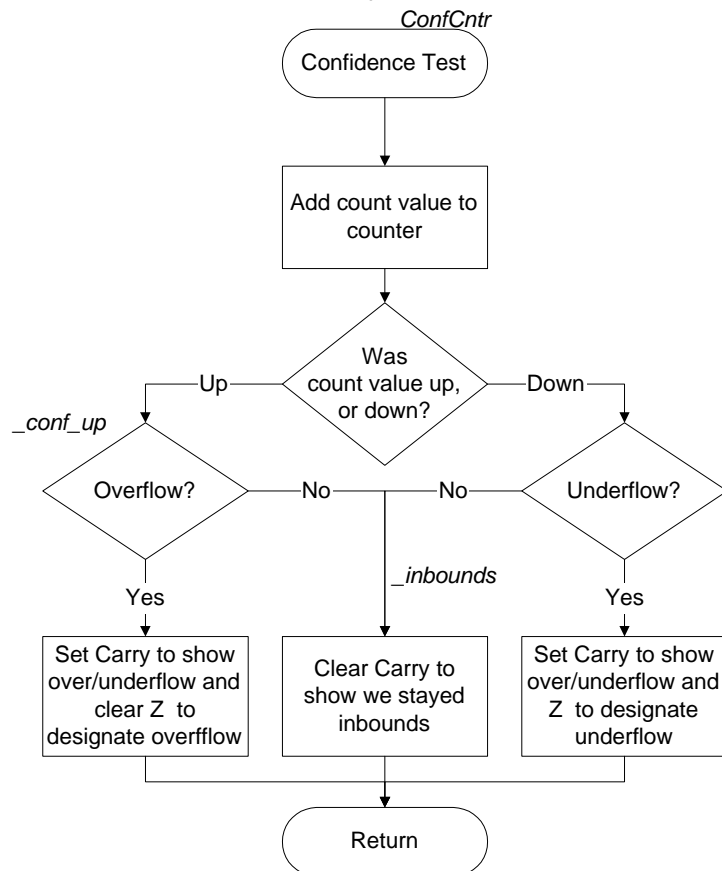 ConfCntr
Confidence Test
Add count value to
counter
Was
count value up,
or down?
Up
Down
_conf_up
Overflow?
No
No
Underflow?
_inbounds
Yes
Yes
Set Carry to show
over/underflow and
clear Z to
designate overfflow
Clear Carry to
show we stayed
inbounds
Set Carry to show
over/underflow and
Z to designate
underflow
Return